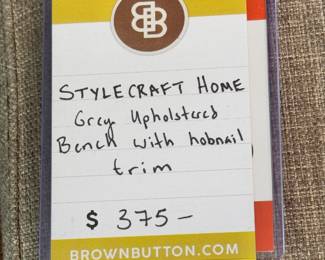 BB
STYLECRAFT HOME
Grey Upholstered
Bench with hobnail
trim
$ 375-
BROWNBUTTON.COM